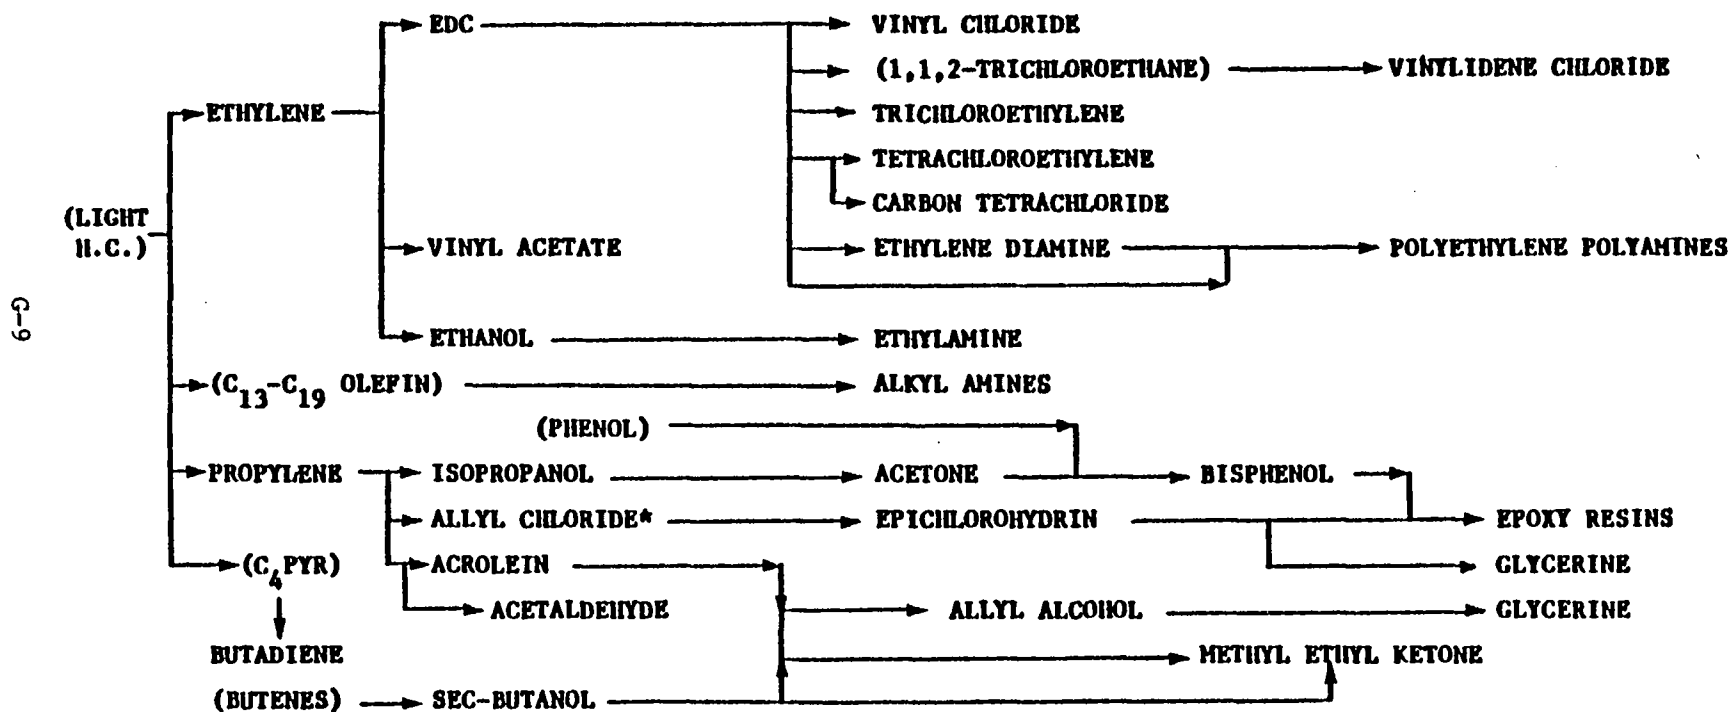 EDC VINYL CHLORIDE
(1,1,2-TRICHLOROETHANE) VINYLIDENE CHLORIDE
ETHYLENE TRICHLOROETHYLENE
TETRACHLOROETHYLENE
CARBON TETRACHLORIDE
(LIGHT
H.C.)
VINYL ACETATE ETHYLENE DIAMINE POLYETHYLENE POLYAMINES
G-9
ETHANOL ETHYLAMINE
(C13-C19 OLEFIN) ALKYL AMINES
(PHENOL)
PROPYLENE ISOPROPANOL ACETONE BISPHENOL
ALLYL CHLORIDE* EPICHLOROHYDRIN EPOXY RESINS
(C4PYR) ACROLEIN GLYCERINE
ACETALDEHYDE ALLYL ALCOHOL GLYCERINE
BUTADIENE METHYL ETHYL KETONE
(BUTENES) SEC-BUTANOL